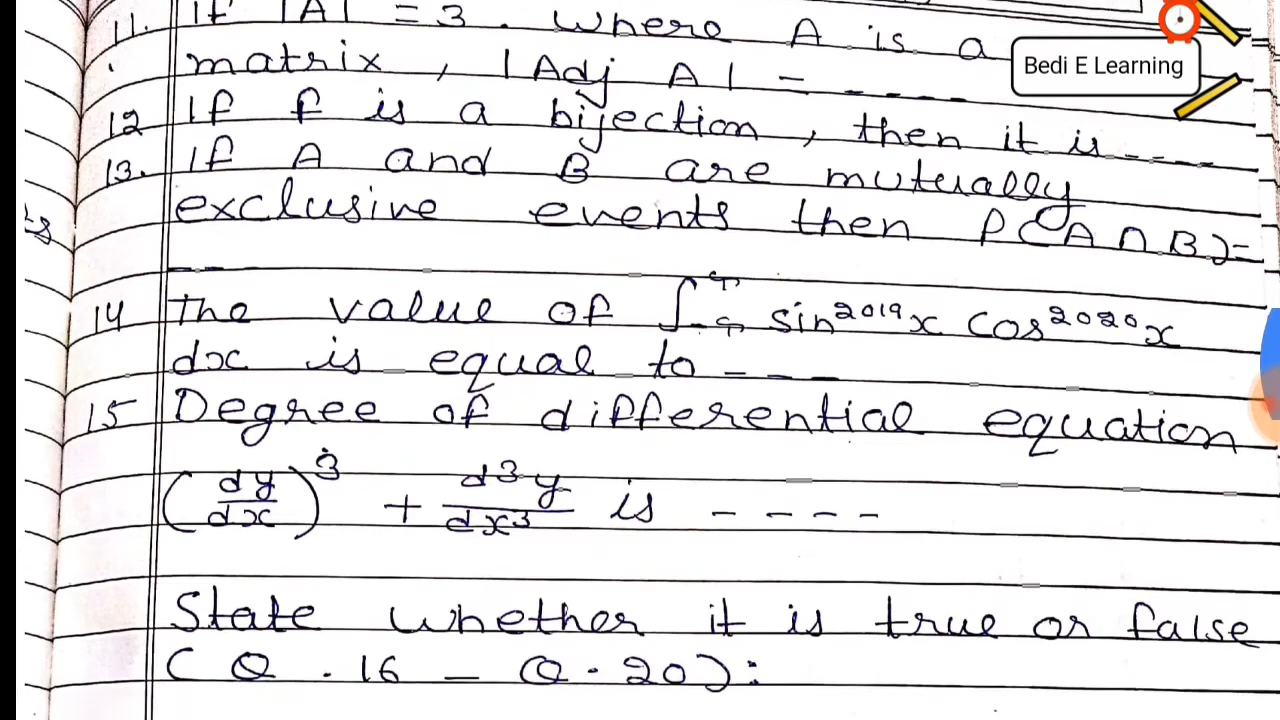 11. If |A| = 3 . where A is a
Bedi E Learning
matrix , |Adj A| = - - - -
12 If f is a bijection , then it is - - - -
13. If A and B are mutually
exclusive events then P(A ∩ B) =
- -
14 The value of ∫ sin²⁰¹⁹x cos²⁰²⁰x
dx is equal to - - -
15 Degree of differential equation
(dy/dx)³ + d³y/dx³ is - - - -
State whether it is true or false
( Q . 16 - Q . 20 ) :